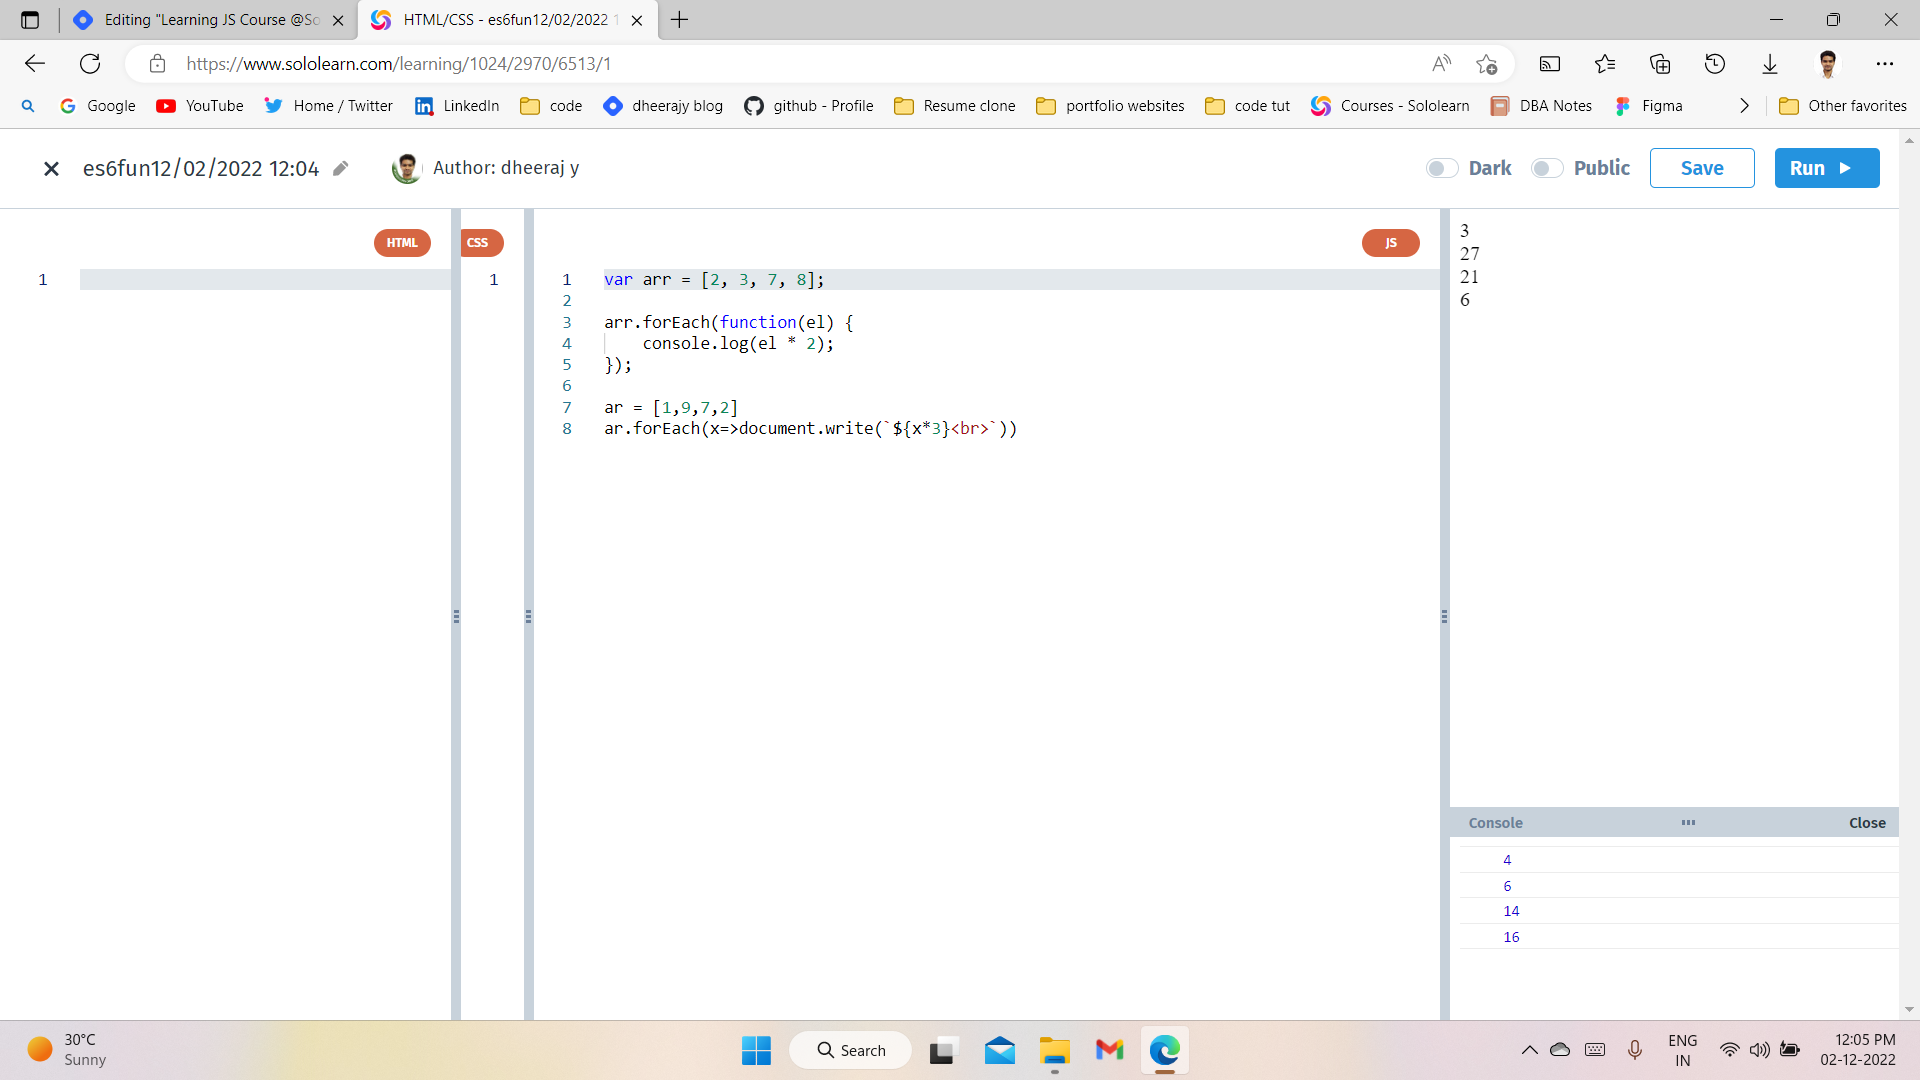 Editing "Learning JS Course @So
HTML/CSS - es6fun12/02/2022 1
https://www.sololearn.com/learning/1024/2970/6513/1
Google YouTube Home / Twitter LinkedIn code dheerajy blog github - Profile Resume clone portfolio websites code tut Courses - Sololearn DBA Notes Figma Other favorites
es6fun12/02/2022 12:04 Author: dheeraj y Dark Public Save Run
HTML CSS JS
1
1
1 var arr = [2, 3, 7, 8];
2
3 arr.forEach(function(el) {
4 console.log(el * 2);
5 });
6
7 ar = [1,9,7,2]
8 ar.forEach(x=>document.write(`${x*3}<br>`))
3
27
21
6
Console Close
4
6
14
16
30°C
Sunny
Search
ENG
IN
12:05 PM
02-12-2022